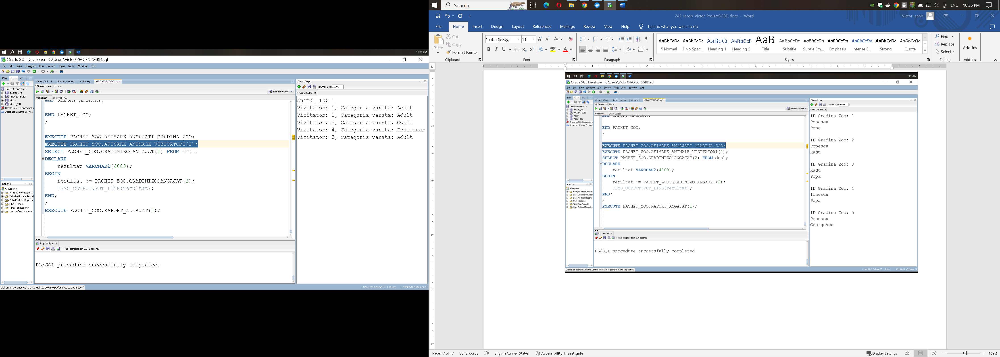 10:36 PM
Oracle SQL Developer : C:\Users\Victor\PROIECTSGBD.sql
File Edit View Navigate Run Source Team Tools Window Help
Files C. Mi..
Oracle Connections
docker_sys
PROIECTSGBD
Victor
Victor_242
Oracle NoSQL Connections
Database Schema Service
Reports
All Reports
Analytic View Reports
Data Dictionary Report
Data Modeler Reports
OLAP Reports
TimesTen Reports
User Defined Reports
Victor_242.sql docker_sys.sql Victor.sql PROIECTSGBD.sql
SQL Worksheet History
PROIECTSGBD
Worksheet Query Builder
END RAPORT_ANGAJAT;
END PACHET_ZOO;
/
EXECUTE PACHET_ZOO.AFISARE_ANGAJATI_GRADINA_ZOO;
EXECUTE PACHET_ZOO.AFISARE_ANIMALE_VIZITATORI(1);
SELECT PACHET_ZOO.GRADINIZOOANGAJAT(2) FROM dual;
DECLARE
rezultat VARCHAR2(4000);
BEGIN
rezultat := PACHET_ZOO.GRADINIZOOANGAJAT(2);
DBMS_OUTPUT.PUT_LINE(rezultat);
END;
/
EXECUTE PACHET_ZOO.RAPORT_ANGAJAT(1);
Script Output x
Task completed in 0.043 seconds
PL/SQL procedure successfully completed.
Dbms Output
Buffer Size: 20000
PROIECTSGBD x
Animal ID: 1
Vizitator: 1, Categoria varsta: Adult
Vizitator: 1, Categoria varsta: Adult
Vizitator: 2, Categoria varsta: Copil
Vizitator: 4, Categoria varsta: Pensionar
Vizitator: 5, Categoria varsta: Adult
Click on an identifier with the Control key down to perform "Go to Declaration"
Line 1244 Column 50 | Insert | Modified | Windows: Cl
Search
ENG 10:36 PM
242_Iacob_Victor_ProiectSGBD.docx - Word
Victor Iacob
File Home Insert Design Layout References Mailings Review View Help Tell me what you want to do
Paste
Cut
Copy
Format Painter
Clipboard
Calibri (Body) 11
Font
Paragraph
AaBbCcDc AaBbCcDc AaBbCc AaBbCcE AaB AaBbCcDc AaBbCcDa AaBbCcDa AaBbCcDa AaBbCcDc AaBbCcDa
¶ Normal ¶ No Spac... Heading 1 Heading 2 Title Subtitle Subtle Em... Emphasis Intense E... Strong Quote
Styles
Find
Replace
Select
Editing
Add-ins
Add-ins
10:35 PM
Oracle SQL Developer : C:\Users\Victor\PROIECTSGBD.sql
File Edit View Navigate Run Source Team Tools Window Help
Files C. Mi..
Oracle Connections
docker_sys
PROIECTSGBD
Victor
Victor_242
Oracle NoSQL Connections
Database Schema Service
Reports
All Reports
Analytic View Reports
Data Dictionary Report
Data Modeler Reports
OLAP Reports
TimesTen Reports
User Defined Reports
Victor_242.sql docker_sys.sql Victor.sql PROIECTSGBD.sql
SQL Worksheet History
PROIECTSGBD
Worksheet Query Builder
END RAPORT_ANGAJAT;
END PACHET_ZOO;
/
EXECUTE PACHET_ZOO.AFISARE_ANGAJATI_GRADINA_ZOO;
EXECUTE PACHET_ZOO.AFISARE_ANIMALE_VIZITATORI(1);
SELECT PACHET_ZOO.GRADINIZOOANGAJAT(2) FROM dual;
DECLARE
rezultat VARCHAR2(4000);
BEGIN
rezultat := PACHET_ZOO.GRADINIZOOANGAJAT(2);
DBMS_OUTPUT.PUT_LINE(rezultat);
END;
/
EXECUTE PACHET_ZOO.RAPORT_ANGAJAT(1);
Script Output x
Task completed in 0.036 seconds
PL/SQL procedure successfully completed.
Dbms Output
Buffer Size: 20000
PROIECTSGBD x
ID Gradina Zoo: 1
Popescu
Popa
ID Gradina Zoo: 2
Popescu
Radu
ID Gradina Zoo: 3
Radu
Popa
ID Gradina Zoo: 4
Ionescu
Popa
ID Gradina Zoo: 5
Popescu
Georgescu
Click on an identifier with the Control key down to perform "Go to Declaration"
Line 1243 Column 49 | Insert | Modified | Windows: Cl
Page 47 of 47 3043 words English (United States) Accessibility: Investigate
Display Settings 169%